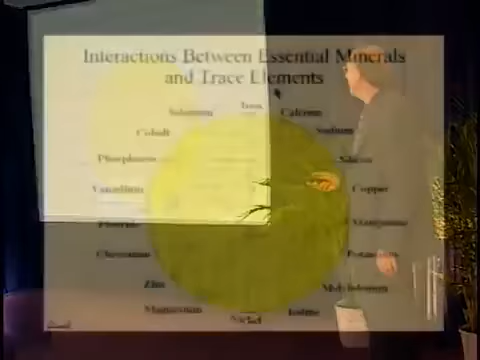 Interactions Between Essential Minerals
and Trace Elements
Iron
Selenium
Calcium
Cobalt
Sodium
Phosphorus
Silicon
Vanadium
Copper
Fluoride
Manganese
Chromium
Potassium
Zinc
Molybdenum
Magnesium
Iodine
Nickel